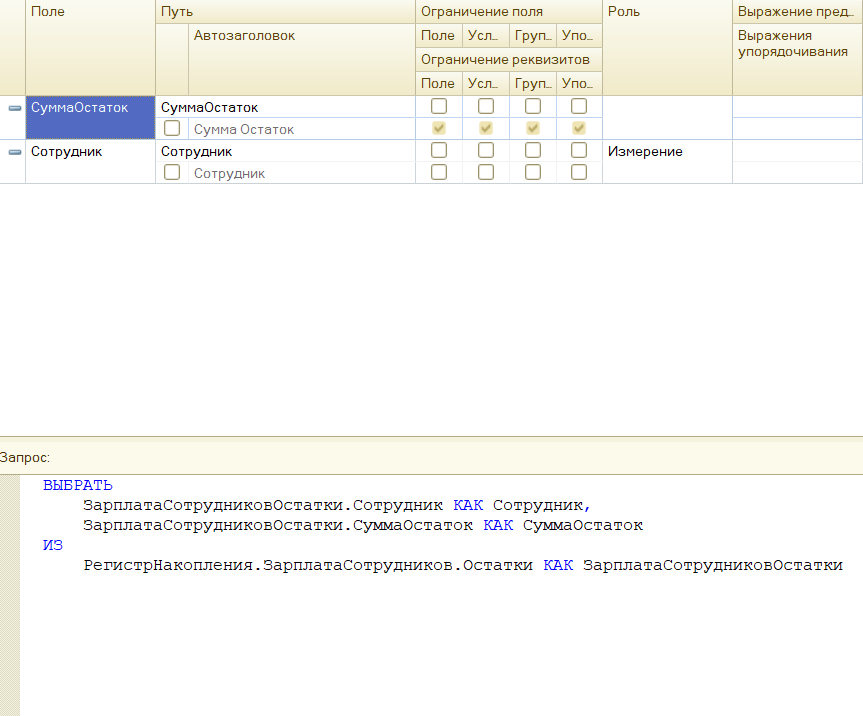 Поле Путь Ограничение поля Роль Выражение пред...
Автозаголовок Поле Усл... Груп... Упо... Выражения упорядочивания
Ограничение реквизитов
Поле Усл... Груп... Упо...
СуммаОстаток СуммаОстаток
Сумма Остаток
Сотрудник Сотрудник Измерение
Сотрудник
Запрос:
ВЫБРАТЬ
ЗарплатаСотрудниковОстатки.Сотрудник КАК Сотрудник,
ЗарплатаСотрудниковОстатки.СуммаОстаток КАК СуммаОстаток
ИЗ
РегистрНакопления.ЗарплатаСотрудников.Остатки КАК ЗарплатаСотрудниковОстатки